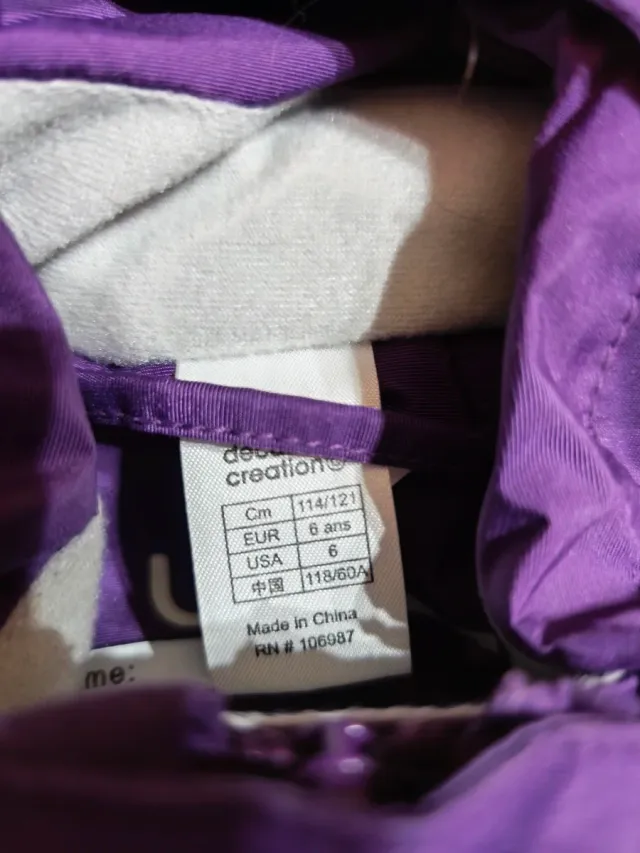 creation
Cm 114/121
EUR 6 ans
USA 6
中国 118/60A
Made in China
RN # 106987
me: